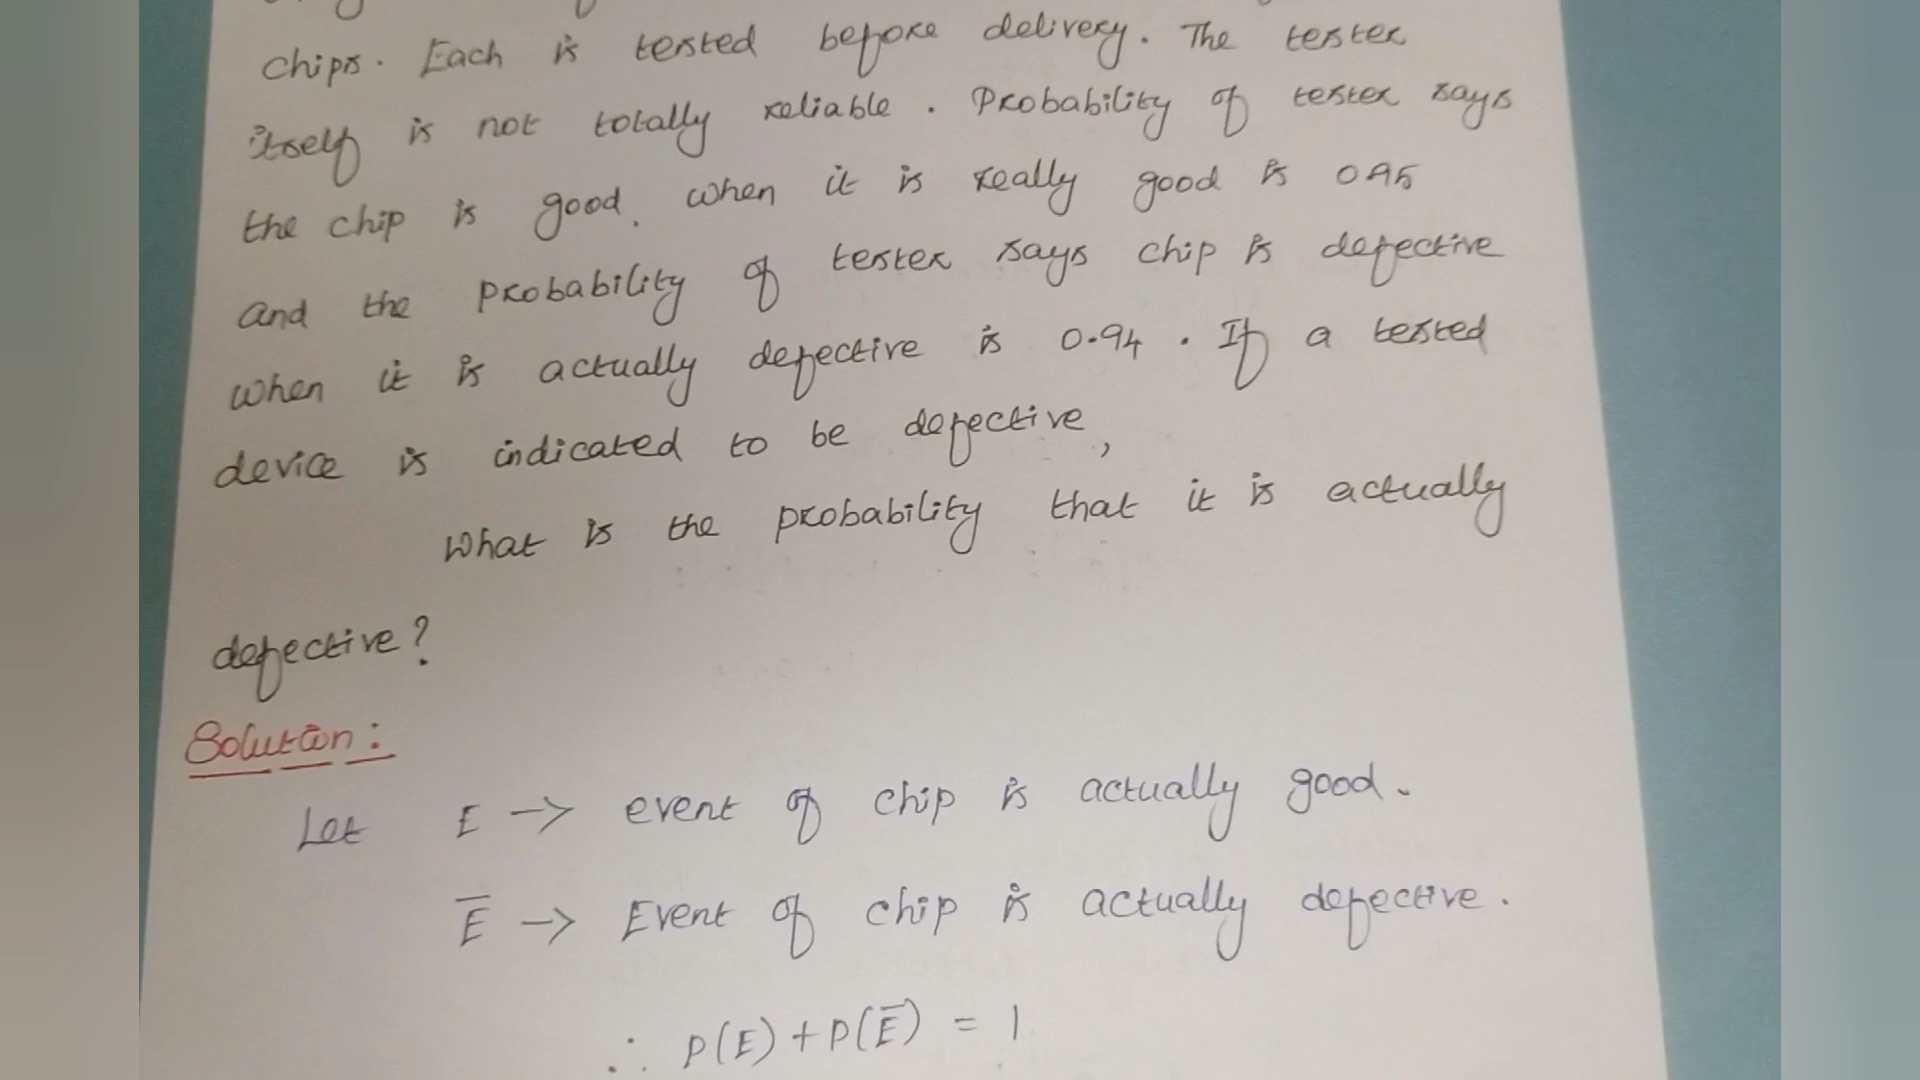 chips. Each is tested before delivery. The tester
itself is not totally reliable. Probability of tester says
the chip is good, when it is really good is 0.95
and the probability of tester says chip is defective
when it is actually defective is 0.94. If a tested
device is indicated to be defective,
what is the probability that it is actually
defective?
Solution:
Let E -> event of chip is actually good.
E̅ -> Event of chip is actually defective.
∴ P(E)+P(E̅) = 1